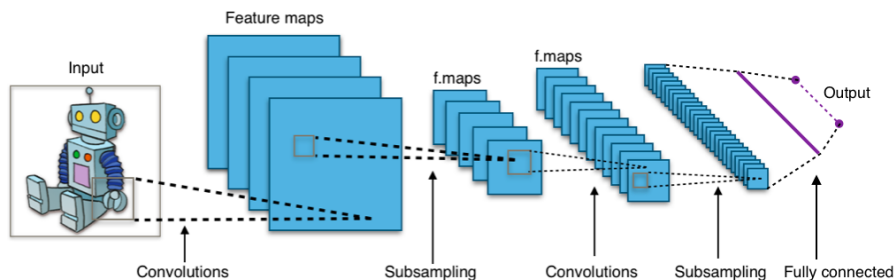 Feature maps
Input
f.maps
f.maps
Output
Convolutions
Subsampling
Convolutions
Subsampling
Fully connected